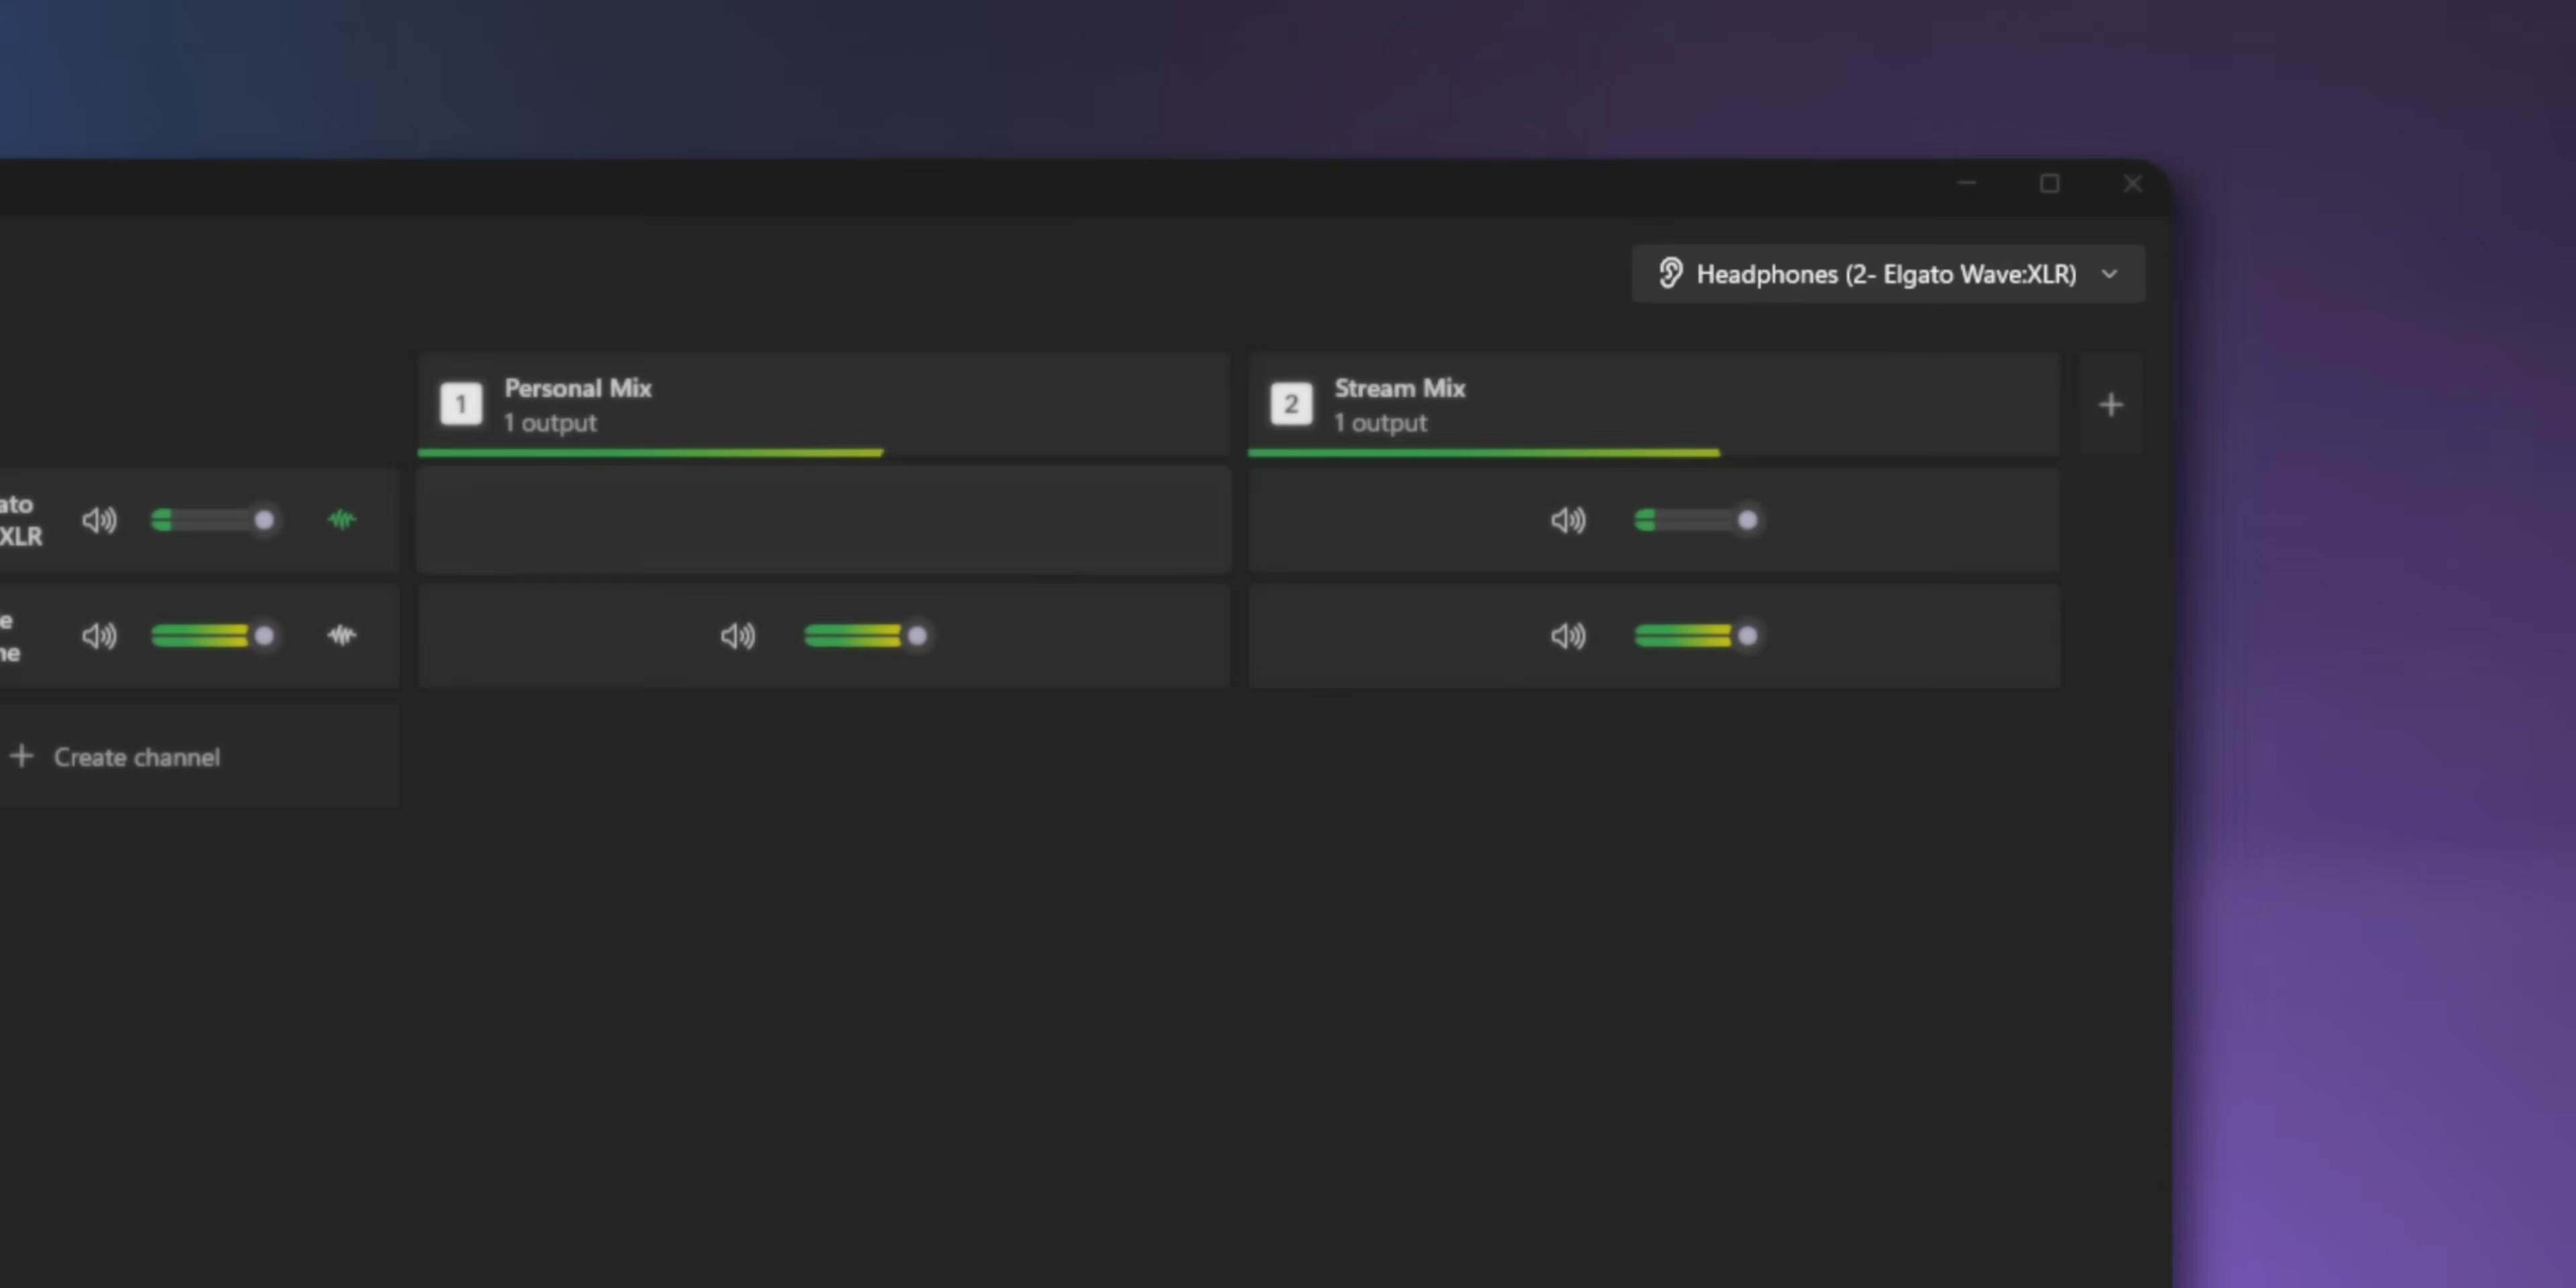 Headphones (2- Elgato Wave:XLR)
1
Personal Mix
1 output
2
Stream Mix
1 output
ato
XLR
e
ne
Create channel